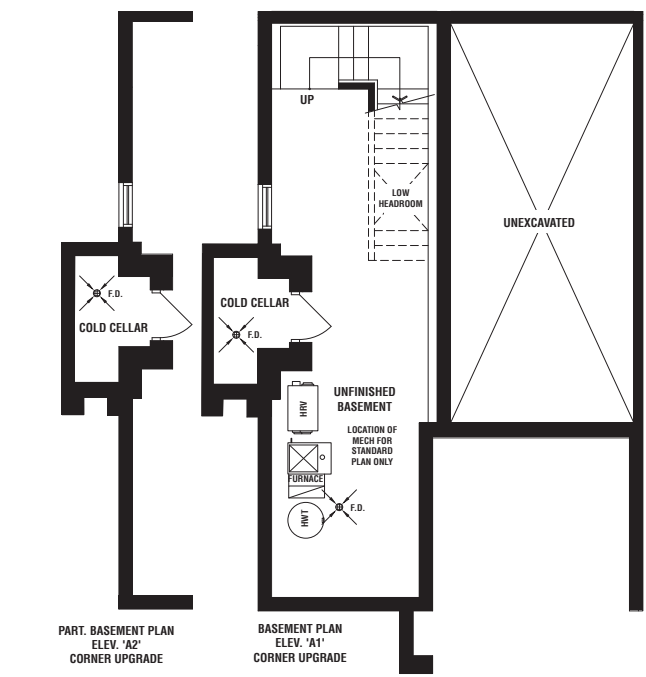 UP
LOW
HEADROOM
UNEXCAVATED
F.D.
COLD CELLAR
COLD CELLAR
F.D.
UNFINISHED
BASEMENT
HRV
LOCATION OF
MECH FOR
STANDARD
PLAN ONLY
FURNACE
F.D.
HWT
PART. BASEMENT PLAN
ELEV. 'A2'
CORNER UPGRADE
BASEMENT PLAN
ELEV. 'A1'
CORNER UPGRADE